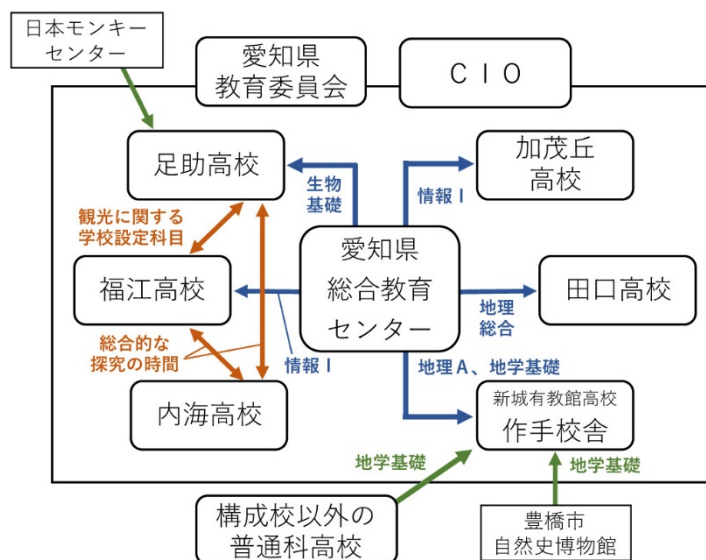 日本モンキー
センター
愛知県
教育委員会
ＣＩＯ
足助高校
生物
基礎
情報Ⅰ
加茂丘
高校
観光に関する
学校設定科目
愛知県
総合教育
センター
福江高校
田口高校
地理
総合
総合的な
探究の時間
情報Ⅰ
地理Ａ、地学基礎
内海高校
新城有教館高校
作手校舎
地学基礎
地学基礎
構成校以外の
普通科高校
豊橋市
自然史博物館